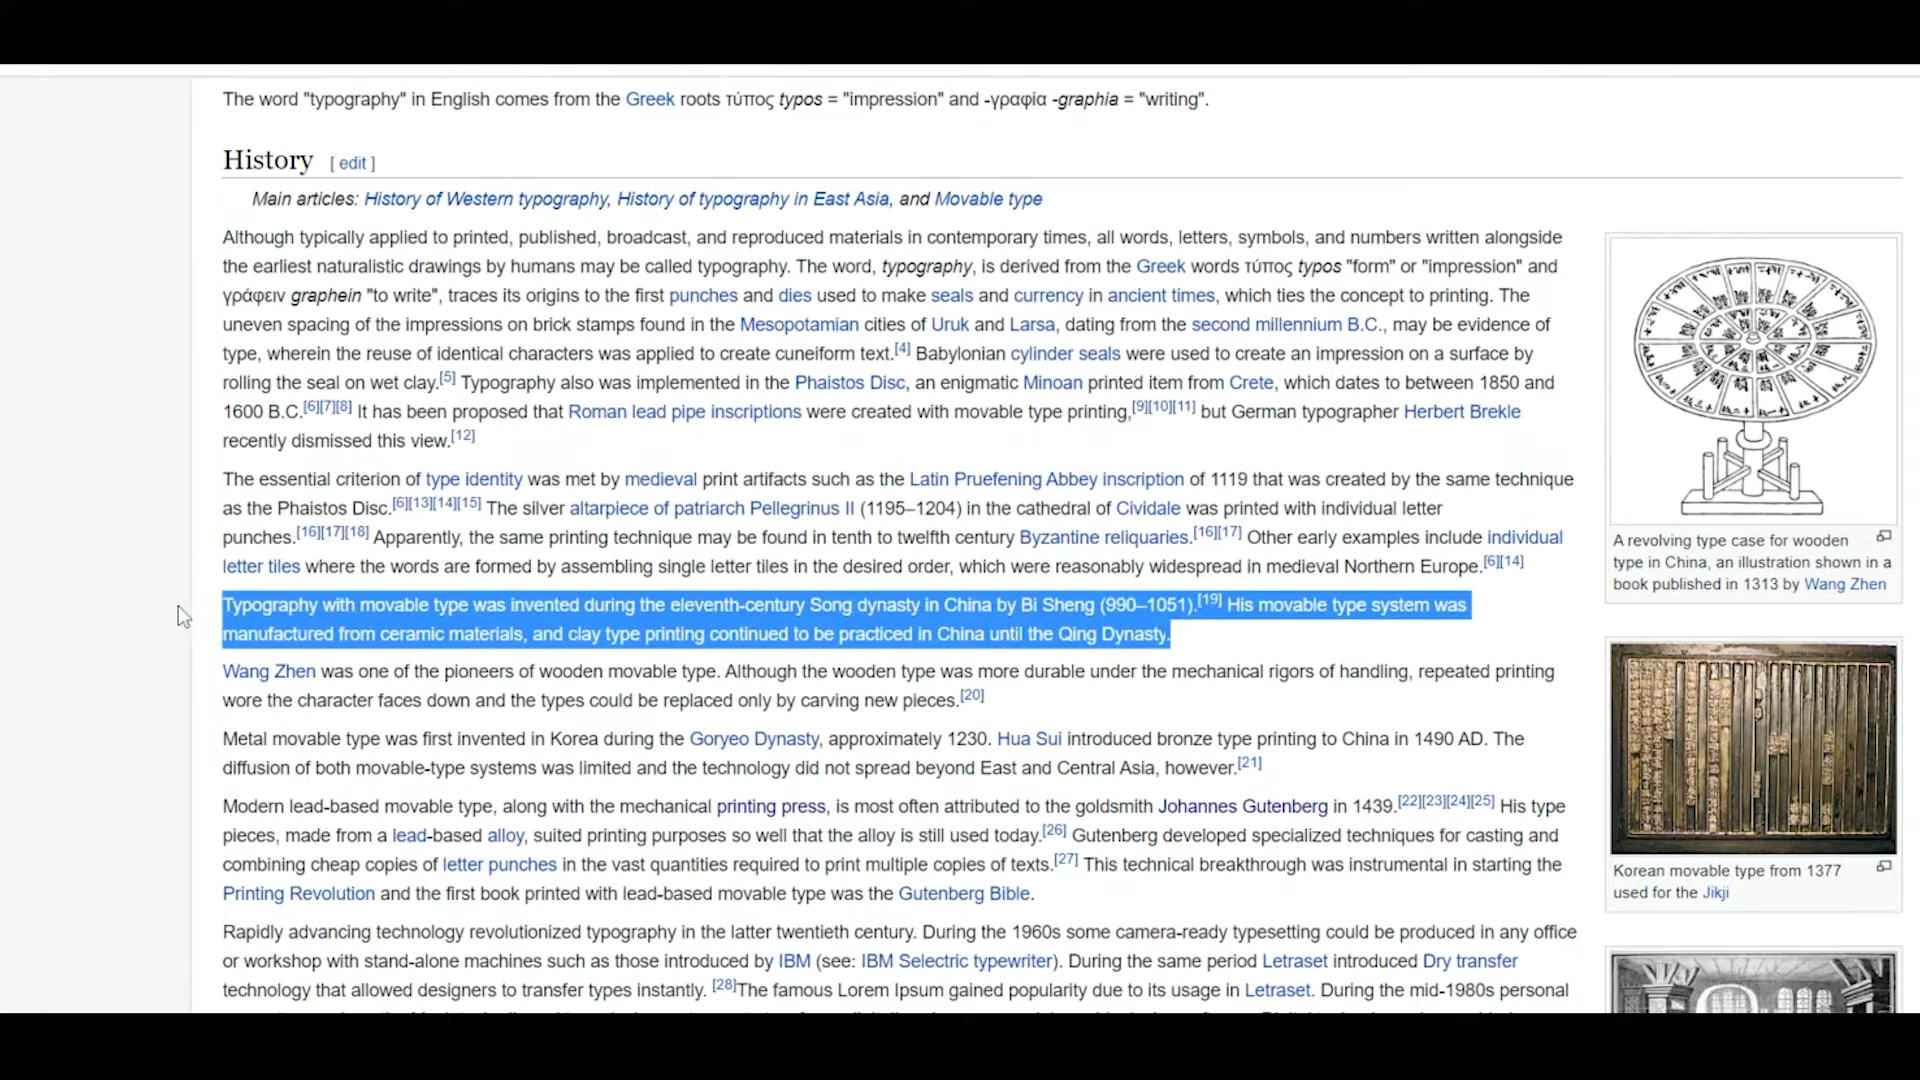 The word "typography" in English comes from the Greek roots τύπος typos = "impression" and -γραφία -graphia = "writing".
History [ edit ]
Main articles: History of Western typography, History of typography in East Asia, and Movable type
Although typically applied to printed, published, broadcast, and reproduced materials in contemporary times, all words, letters, symbols, and numbers written alongside
the earliest naturalistic drawings by humans may be called typography. The word, typography, is derived from the Greek words τύπος typos "form" or "impression" and
γράφειν graphein "to write", traces its origins to the first punches and dies used to make seals and currency in ancient times, which ties the concept to printing. The
uneven spacing of the impressions on brick stamps found in the Mesopotamian cities of Uruk and Larsa, dating from the second millennium B.C., may be evidence of
type, wherein the reuse of identical characters was applied to create cuneiform text.[4] Babylonian cylinder seals were used to create an impression on a surface by
rolling the seal on wet clay.[5] Typography also was implemented in the Phaistos Disc, an enigmatic Minoan printed item from Crete, which dates to between 1850 and
1600 B.C.[6][7][8] It has been proposed that Roman lead pipe inscriptions were created with movable type printing,[9][10][11] but German typographer Herbert Brekle
recently dismissed this view.[12]
The essential criterion of type identity was met by medieval print artifacts such as the Latin Pruefening Abbey inscription of 1119 that was created by the same technique
as the Phaistos Disc.[6][13][14][15] The silver altarpiece of patriarch Pellegrinus II (1195–1204) in the cathedral of Cividale was printed with individual letter
punches.[16][17][18] Apparently, the same printing technique may be found in tenth to twelfth century Byzantine reliquaries.[16][17] Other early examples include individual
letter tiles where the words are formed by assembling single letter tiles in the desired order, which were reasonably widespread in medieval Northern Europe.[6][14]
Typography with movable type was invented during the eleventh-century Song dynasty in China by Bi Sheng (990–1051).[19] His movable type system was
manufactured from ceramic materials, and clay type printing continued to be practiced in China until the Qing Dynasty.
Wang Zhen was one of the pioneers of wooden movable type. Although the wooden type was more durable under the mechanical rigors of handling, repeated printing
wore the character faces down and the types could be replaced only by carving new pieces.[20]
Metal movable type was first invented in Korea during the Goryeo Dynasty, approximately 1230. Hua Sui introduced bronze type printing to China in 1490 AD. The
diffusion of both movable-type systems was limited and the technology did not spread beyond East and Central Asia, however.[21]
Modern lead-based movable type, along with the mechanical printing press, is most often attributed to the goldsmith Johannes Gutenberg in 1439.[22][23][24][25] His type
pieces, made from a lead-based alloy, suited printing purposes so well that the alloy is still used today.[26] Gutenberg developed specialized techniques for casting and
combining cheap copies of letter punches in the vast quantities required to print multiple copies of texts.[27] This technical breakthrough was instrumental in starting the
Printing Revolution and the first book printed with lead-based movable type was the Gutenberg Bible.
Rapidly advancing technology revolutionized typography in the latter twentieth century. During the 1960s some camera-ready typesetting could be produced in any office
or workshop with stand-alone machines such as those introduced by IBM (see: IBM Selectric typewriter). During the same period Letraset introduced Dry transfer
technology that allowed designers to transfer types instantly. [28]The famous Lorem Ipsum gained popularity due to its usage in Letraset. During the mid-1980s personal
A revolving type case for wooden
type in China, an illustration shown in a
book published in 1313 by Wang Zhen
Korean movable type from 1377
used for the Jikji